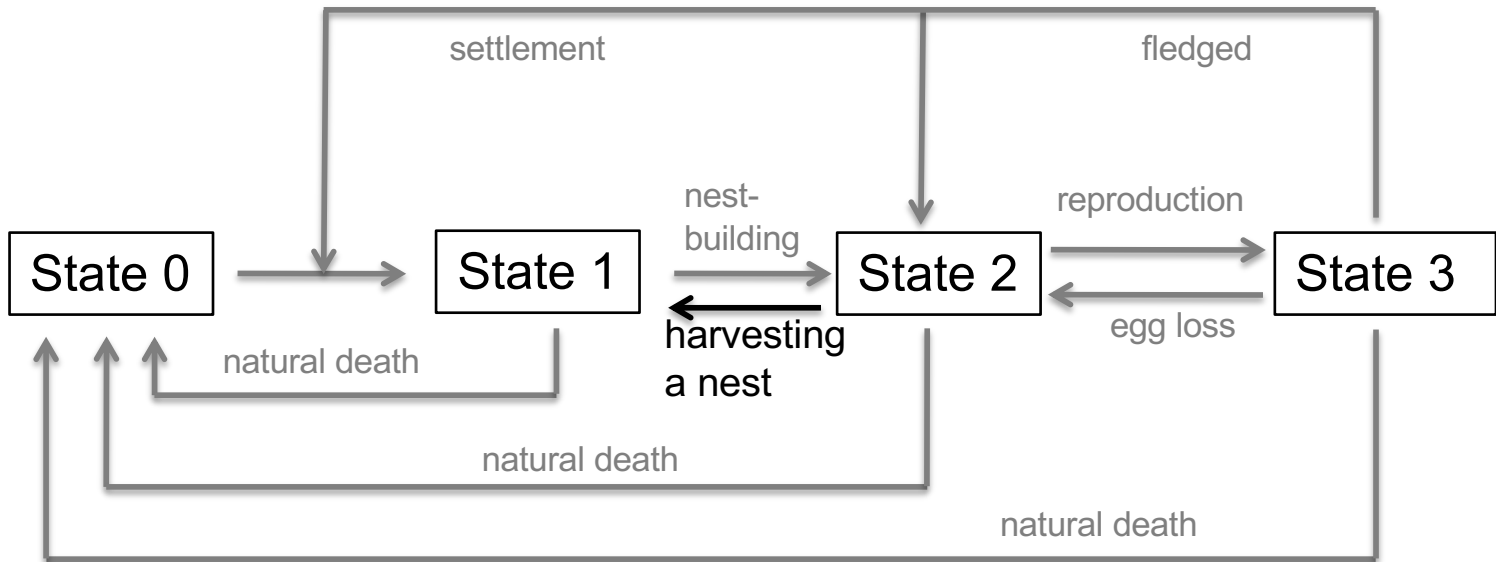 settlement
fledged
nest-
building
reproduction
State 0
State 1
State 2
State 3
harvesting
a nest
egg loss
natural death
natural death
natural death